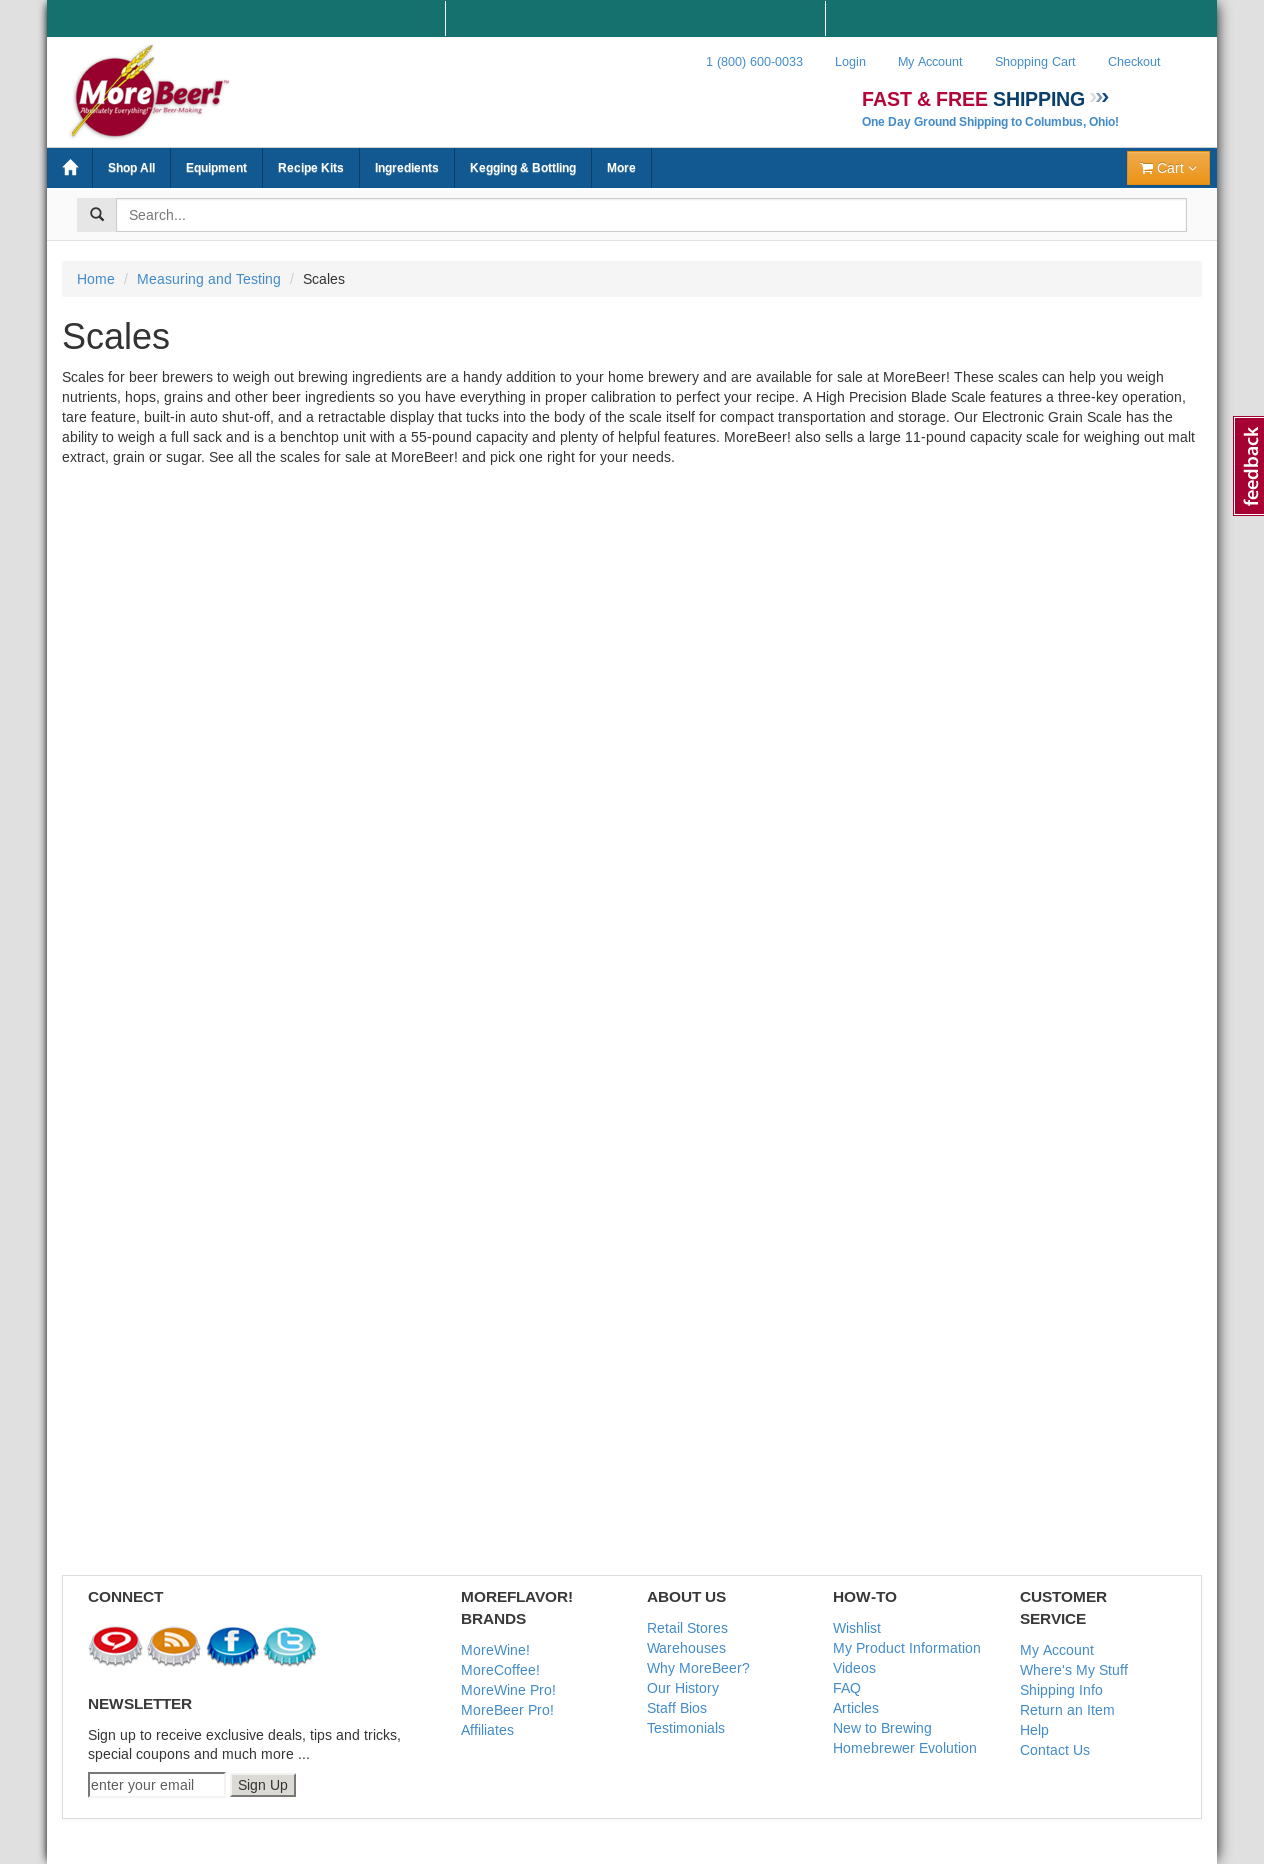 MoreBeer!™
"Absolutely Everything!" for Beer-Making
1 (800) 600-0033 Login My Account Shopping Cart Checkout
FAST & FREE SHIPPING
One Day Ground Shipping to Columbus, Ohio!
Shop All Equipment Recipe Kits Ingredients Kegging & Bottling More Cart
Search...
Home / Measuring and Testing / Scales
Scales
Scales for beer brewers to weigh out brewing ingredients are a handy addition to your home brewery and are available for sale at MoreBeer! These scales can help you weigh
nutrients, hops, grains and other beer ingredients so you have everything in proper calibration to perfect your recipe. A High Precision Blade Scale features a three-key operation,
tare feature, built-in auto shut-off, and a retractable display that tucks into the body of the scale itself for compact transportation and storage. Our Electronic Grain Scale has the
ability to weigh a full sack and is a benchtop unit with a 55-pound capacity and plenty of helpful features. MoreBeer! also sells a large 11-pound capacity scale for weighing out malt
extract, grain or sugar. See all the scales for sale at MoreBeer! and pick one right for your needs.
feedback
CONNECT
NEWSLETTER
Sign up to receive exclusive deals, tips and tricks,
special coupons and much more ...
enter your email Sign Up
MOREFLAVOR!
BRANDS
MoreWine!
MoreCoffee!
MoreWine Pro!
MoreBeer Pro!
Affiliates
ABOUT US
Retail Stores
Warehouses
Why MoreBeer?
Our History
Staff Bios
Testimonials
HOW-TO
Wishlist
My Product Information
Videos
FAQ
Articles
New to Brewing
Homebrewer Evolution
CUSTOMER
SERVICE
My Account
Where's My Stuff
Shipping Info
Return an Item
Help
Contact Us